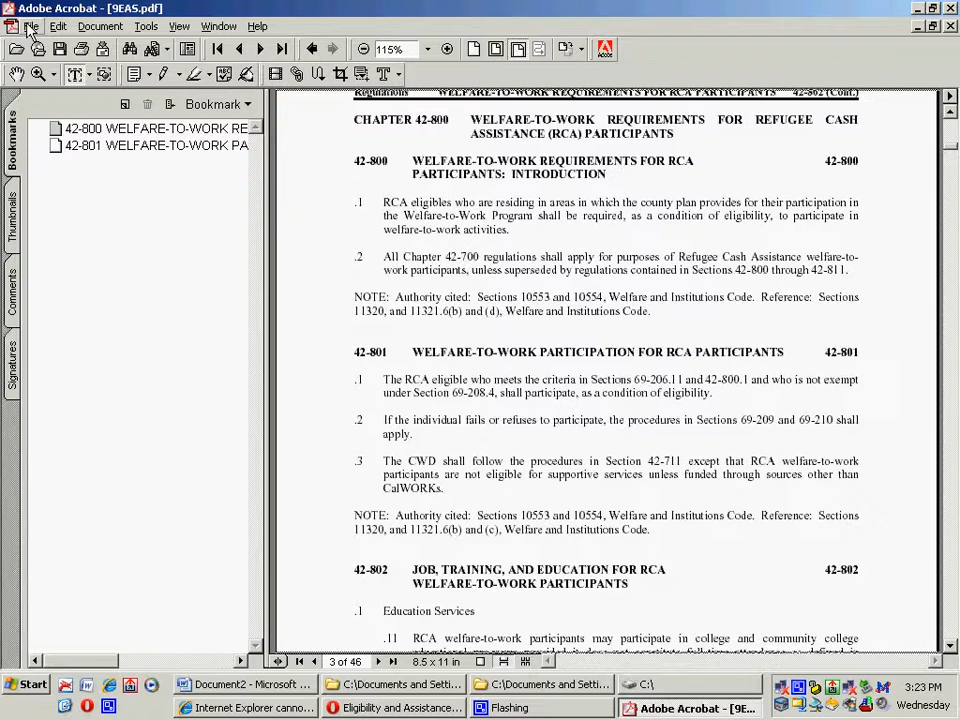 Adobe Acrobat - [9EAS.pdf]
File Edit Document Tools View Window Help
115%
Bookmark
Bookmarks
Thumbnails
Comments
Signatures
42-800 WELFARE-TO-WORK RE
42-801 WELFARE-TO-WORK PA
Regulations WELFARE-TO-WORK REQUIREMENTS FOR RCA PARTICIPANTS 42-802 (Cont.)
CHAPTER 42-800 WELFARE-TO-WORK REQUIREMENTS FOR REFUGEE CASH
ASSISTANCE (RCA) PARTICIPANTS
42-800 WELFARE-TO-WORK REQUIREMENTS FOR RCA 42-800
PARTICIPANTS: INTRODUCTION
.1 RCA eligibles who are residing in areas in which the county plan provides for their participation in
the Welfare-to-Work Program shall be required, as a condition of eligibility, to participate in
welfare-to-work activities.
.2 All Chapter 42-700 regulations shall apply for purposes of Refugee Cash Assistance welfare-to-
work participants, unless superseded by regulations contained in Sections 42-800 through 42-811.
NOTE: Authority cited: Sections 10553 and 10554, Welfare and Institutions Code. Reference: Sections
11320, and 11321.6(b) and (d), Welfare and Institutions Code.
42-801 WELFARE-TO-WORK PARTICIPATION FOR RCA PARTICIPANTS 42-801
.1 The RCA eligible who meets the criteria in Sections 69-206.11 and 42-800.1 and who is not exempt
under Section 69-208.4, shall participate, as a condition of eligibility.
.2 If the individual fails or refuses to participate, the procedures in Sections 69-209 and 69-210 shall
apply.
.3 The CWD shall follow the procedures in Section 42-711 except that RCA welfare-to-work
participants are not eligible for supportive services unless funded through sources other than
CalWORKs.
NOTE: Authority cited: Sections 10553 and 10554, Welfare and Institutions Code. Reference: Sections
11320, and 11321.6(b) and (c), Welfare and Institutions Code.
42-802 JOB, TRAINING, AND EDUCATION FOR RCA 42-802
WELFARE-TO-WORK PARTICIPANTS
.1 Education Services
.11 RCA welfare-to-work participants may participate in college and community college
3 of 46 8.5 x 11 in
Start Document2 - Microsoft ... C:\Documents and Setti... C:\Documents and Setti... C:\ 3:23 PM
Internet Explorer canno... Eligibility and Assistance... Flashing Adobe Acrobat - [9E... Wednesday